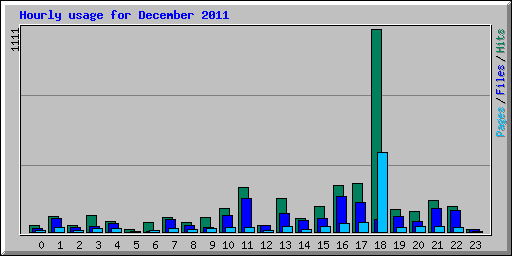 Hourly usage for December 2011
1111
Pages/Files/Hits
0 1 2 3 4 5 6 7 8 9 10 11 12 13 14 15 16 17 18 19 20 21 22 23